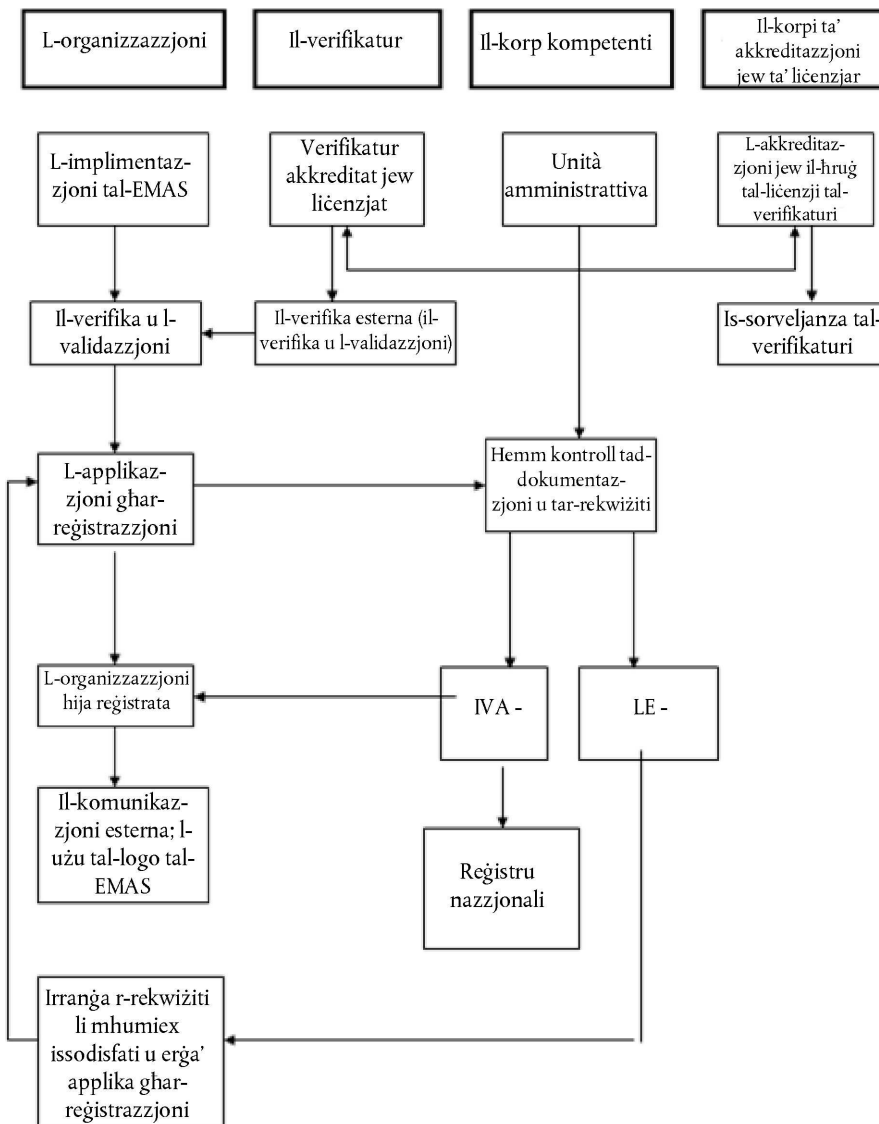 L-organizzazzjoni
Il-verifikatur
Il-korp kompetenti
Il-korpi ta'
akkreditazzjoni
jew ta' liċenzjar
L-implimentaz-
zjoni tal-EMAS
Verifikatur
akkreditat jew
liċenzjat
Unità
amministrattiva
L-akkreditaz-
zjoni jew il-ħruġ
tal-liċenzji tal-
verifikaturi
Il-verifika u l-
validazzjoni
Il-verifika esterna (il-
verifika u l-validazzjoni)
Is-sorveljanza tal-
verifikaturi
L-applikaz-
zjoni għar-
reġistrazzjoni
Hemm kontroll tad-
dokumentaz-
zjoni u tar-rekwiżiti
L-organizzazzjoni
hija reġistrata
IVA -
LE -
Il-komunikaz-
zjoni esterna; l-
użu tal-logo tal-
EMAS
Reġistru
nazzjonali
Irranġa r-rekwiżiti
li mhumiex
issodisfati u erġa'
applika għar-
reġistrazzjoni